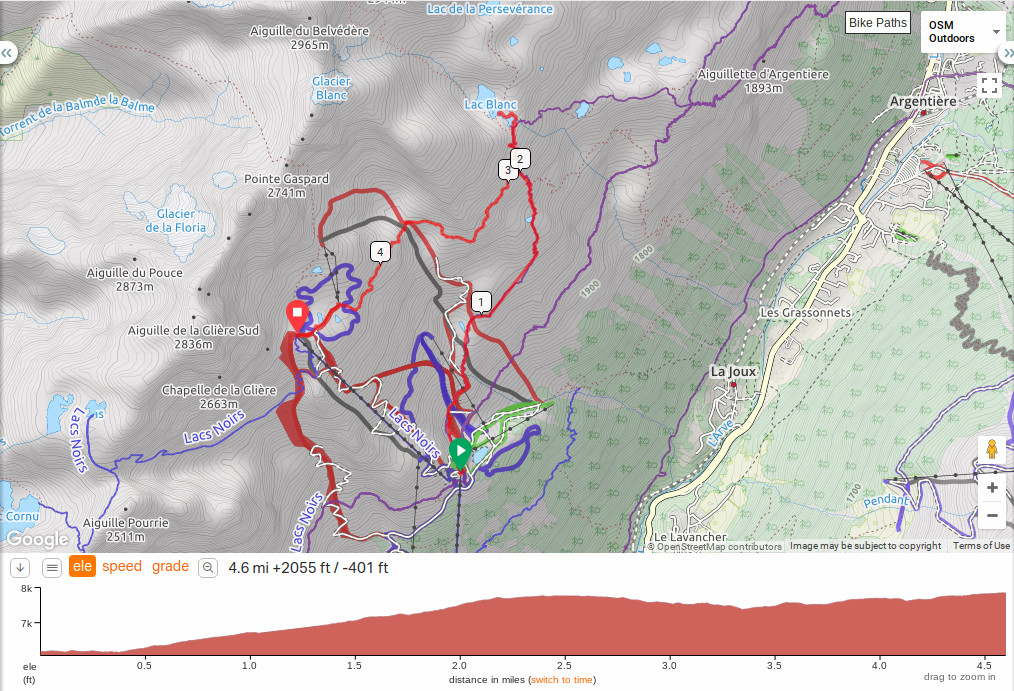 Lac de la Persevérance
Aiguille du Belvédère
2965m
Bike Paths
OSM
Outdoors
Glacier
Blanc
Aiguillette d'Argentiere
1893m
Argentière
Torrent de la Balme
de la Balme
Lac Blanc
2
3
Pointe Gaspard
2741m
Glacier
de la Floria
4
1800
Aiguille du Pouce
2873m
1900
1
Les Grassonnets
Aiguille de la Glière Sud
2836m
La Joux
Chapelle de la Glière
2663m
Lacs Noirs
Lacs Noirs
Lacs Noirs
L'Arve
1700
Pendant
Lacs Noirs
Cornu
Aiguille Pourrie
2511m
Google
Le Lavancher
© OpenStreetMap contributors
Image may be subject to copyright
Terms of Use
ele speed grade 4.6 mi +2055 ft / -401 ft
8k
7k
ele
(ft)
0.5 1.0 1.5 2.0 2.5 3.0 3.5 4.0 4.5
distance in miles (switch to time)
drag to zoom in